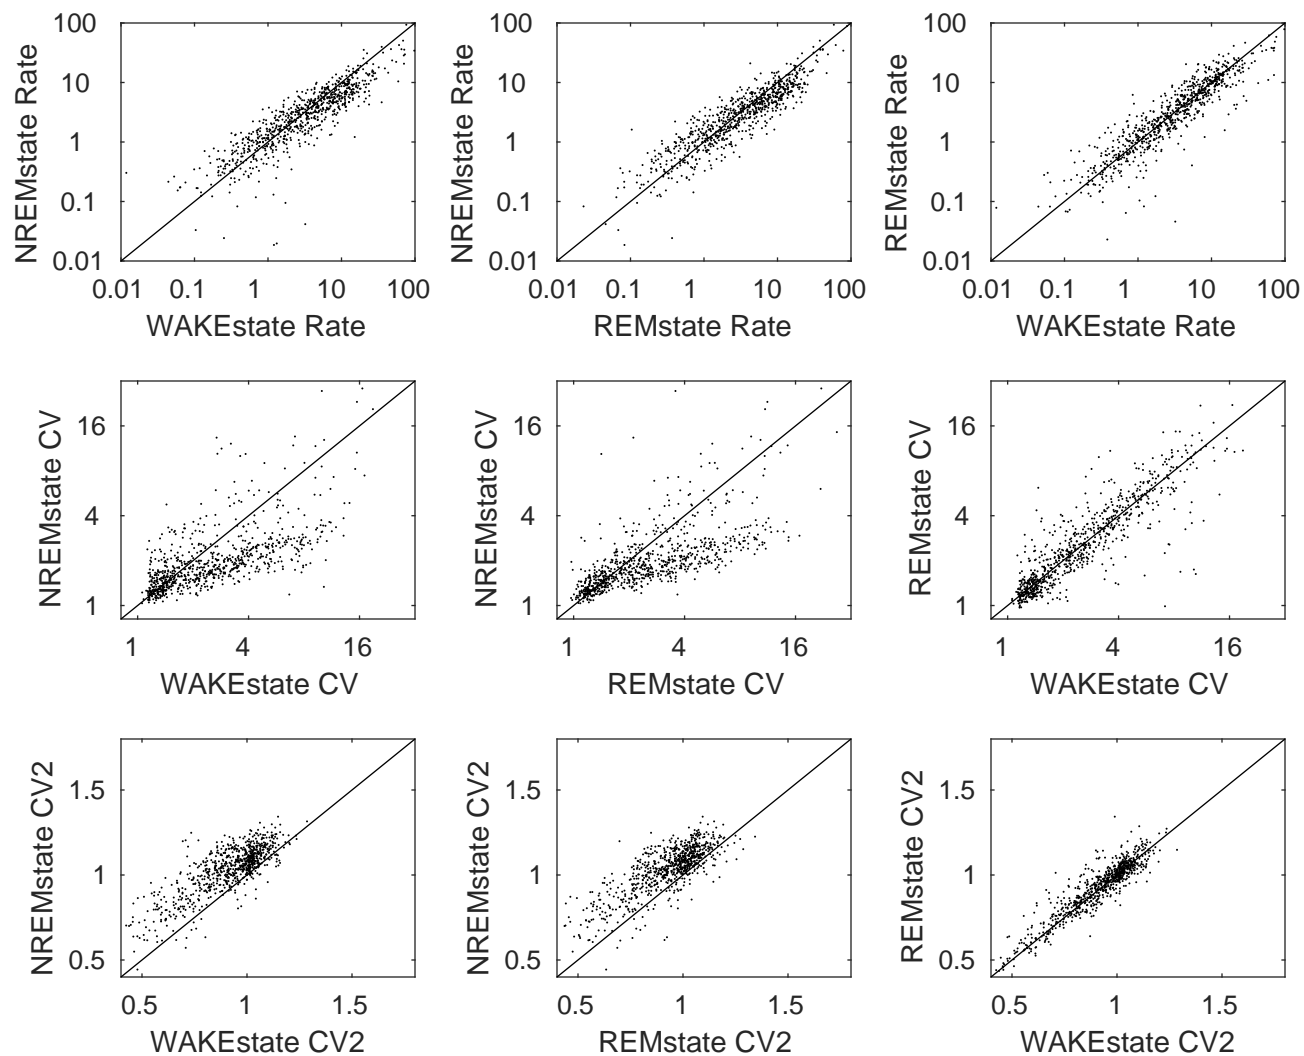 100
10
1
0.1
0.01
NREMstate Rate
0.01 0.1 1 10 100
WAKEstate Rate
100
10
1
0.1
0.01
NREMstate Rate
0.01 0.1 1 10 100
REMstate Rate
100
10
1
0.1
0.01
REMstate Rate
0.01 0.1 1 10 100
WAKEstate Rate
16
4
1
NREMstate CV
1 4 16
WAKEstate CV
16
4
1
NREMstate CV
1 4 16
REMstate CV
16
4
1
REMstate CV
1 4 16
WAKEstate CV
1.5
1
0.5
NREMstate CV2
0.5 1 1.5
WAKEstate CV2
1.5
1
0.5
NREMstate CV2
0.5 1 1.5
REMstate CV2
1.5
1
0.5
REMstate CV2
0.5 1 1.5
WAKEstate CV2